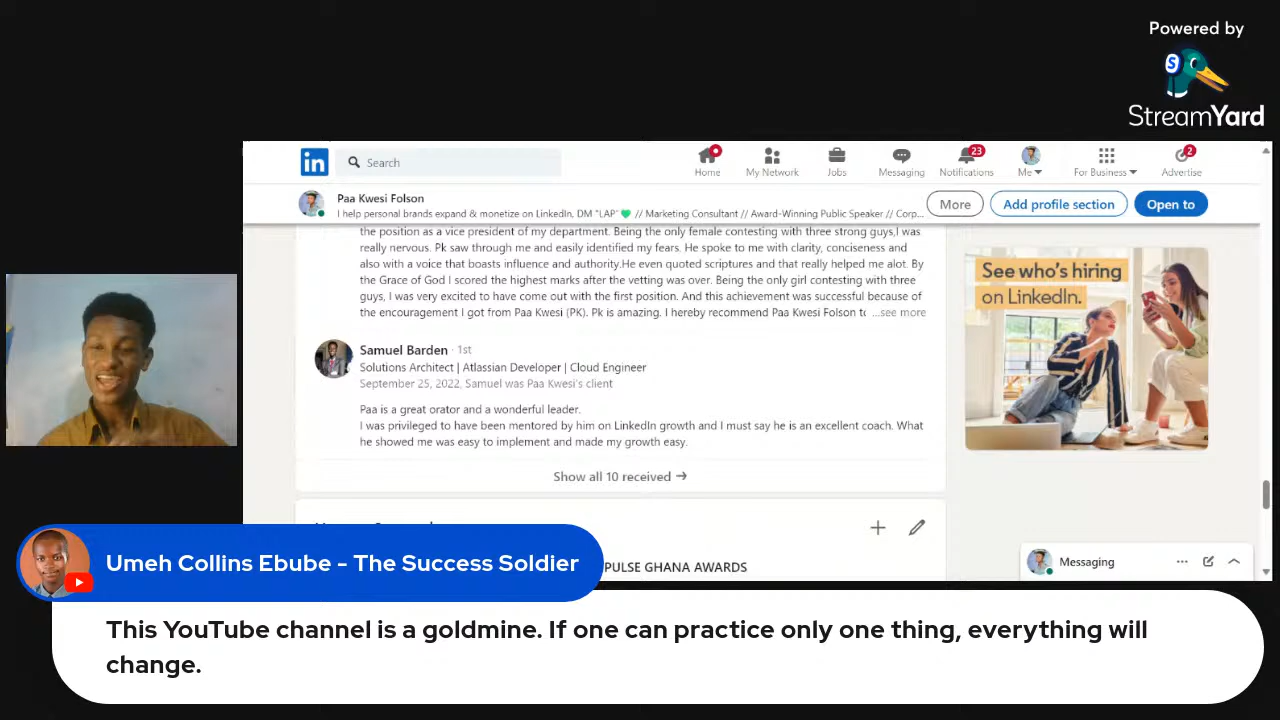 Powered by
StreamYard
in
Search
Home
My Network
Jobs
Messaging
23
Notifications
Me
For Business
2
Advertise
Paa Kwesi Folson
I help personal brands expand & monetize on LinkedIn, DM "LAP"💚 // Marketing Consultant // Award-Winning Public Speaker // Corp...
More
Add profile section
Open to
the position as a vice president of my department. Being the only female contesting with three strong guys,I was
really nervous. Pk saw through me and easily identified my fears. He spoke to me with clarity, conciseness and
also with a voice that boasts influence and authority.He even quoted scriptures and that really helped me alot. By
the Grace of God I scored the highest marks after the vetting was over. Being the only girl contesting with three
guys, I was very excited to have come out with the first position. And this achievement was successful because of
the encouragement I got from Paa Kwesi (PK). Pk is amazing. I hereby recommend Paa Kwesi Folson to ...see more
See who's hiring
on LinkedIn.
Samuel Barden · 1st
Solutions Architect | Atlassian Developer | Cloud Engineer
September 25, 2022, Samuel was Paa Kwesi's client
Paa is a great orator and a wonderful leader.
I was privileged to have been mentored by him on LinkedIn growth and I must say he is an excellent coach. What
he showed me was easy to implement and made my growth easy.
Show all 10 received →
PULSE GHANA AWARDS
Messaging
Umeh Collins Ebube - The Success Soldier
This YouTube channel is a goldmine. If one can practice only one thing, everything will
change.